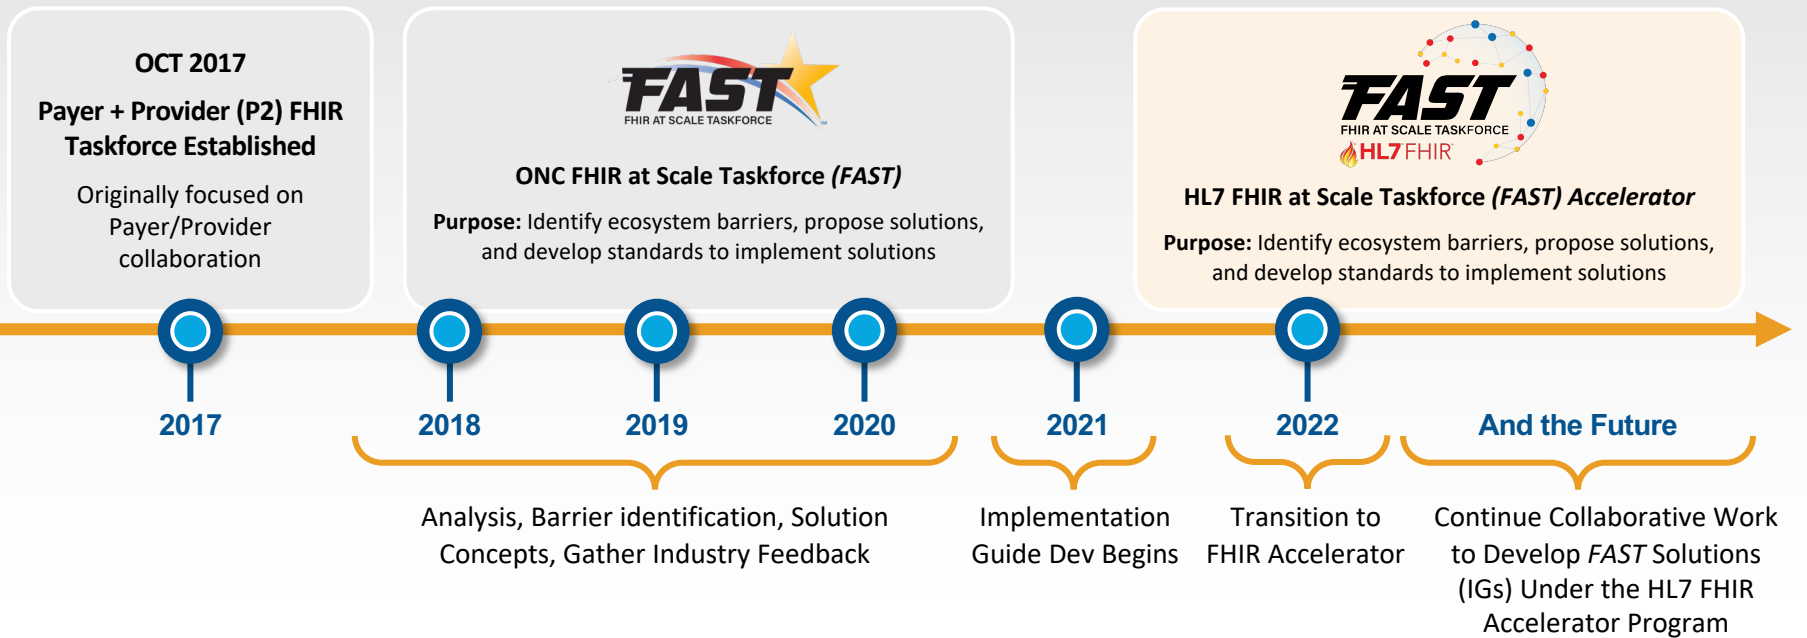 OCT 2017
Payer + Provider (P2) FHIR
Taskforce Established
Originally focused on
Payer/Provider
collaboration
FAST
FHIR AT SCALE TASKFORCE
ONC FHIR at Scale Taskforce (FAST)
Purpose: Identify ecosystem barriers, propose solutions,
and develop standards to implement solutions
FAST
FHIR AT SCALE TASKFORCE
HL7 FHIR
HL7 FHIR at Scale Taskforce (FAST) Accelerator
Purpose: Identify ecosystem barriers, propose solutions,
and develop standards to implement solutions
2017
2018
2019
2020
2021
2022
And the Future
Analysis, Barrier identification, Solution
Concepts, Gather Industry Feedback
Implementation
Guide Dev Begins
Transition to
FHIR Accelerator
Continue Collaborative Work
to Develop FAST Solutions
(IGs) Under the HL7 FHIR
Accelerator Program